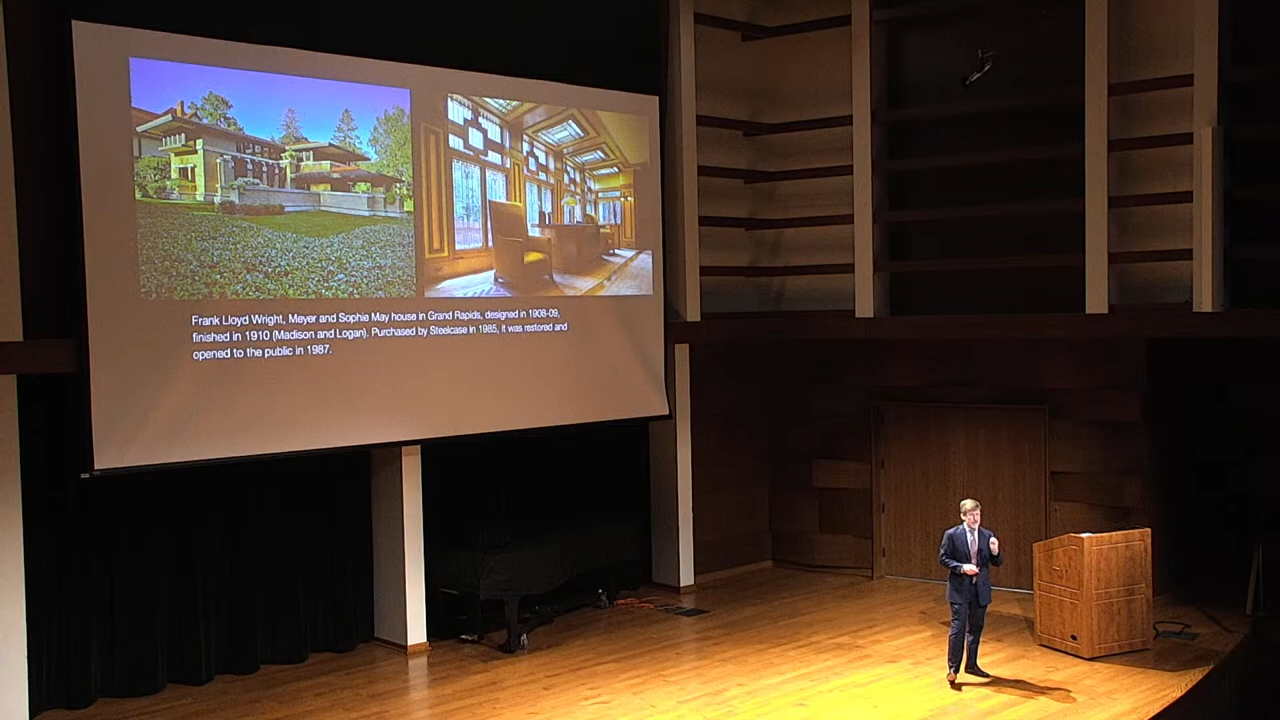 Frank Lloyd Wright, Meyer and Sophie May house in Grand Rapids, designed in 1908-09,
finished in 1910 (Madison and Logan). Purchased by Steelcase in 1985, it was restored and
opened to the public in 1987.